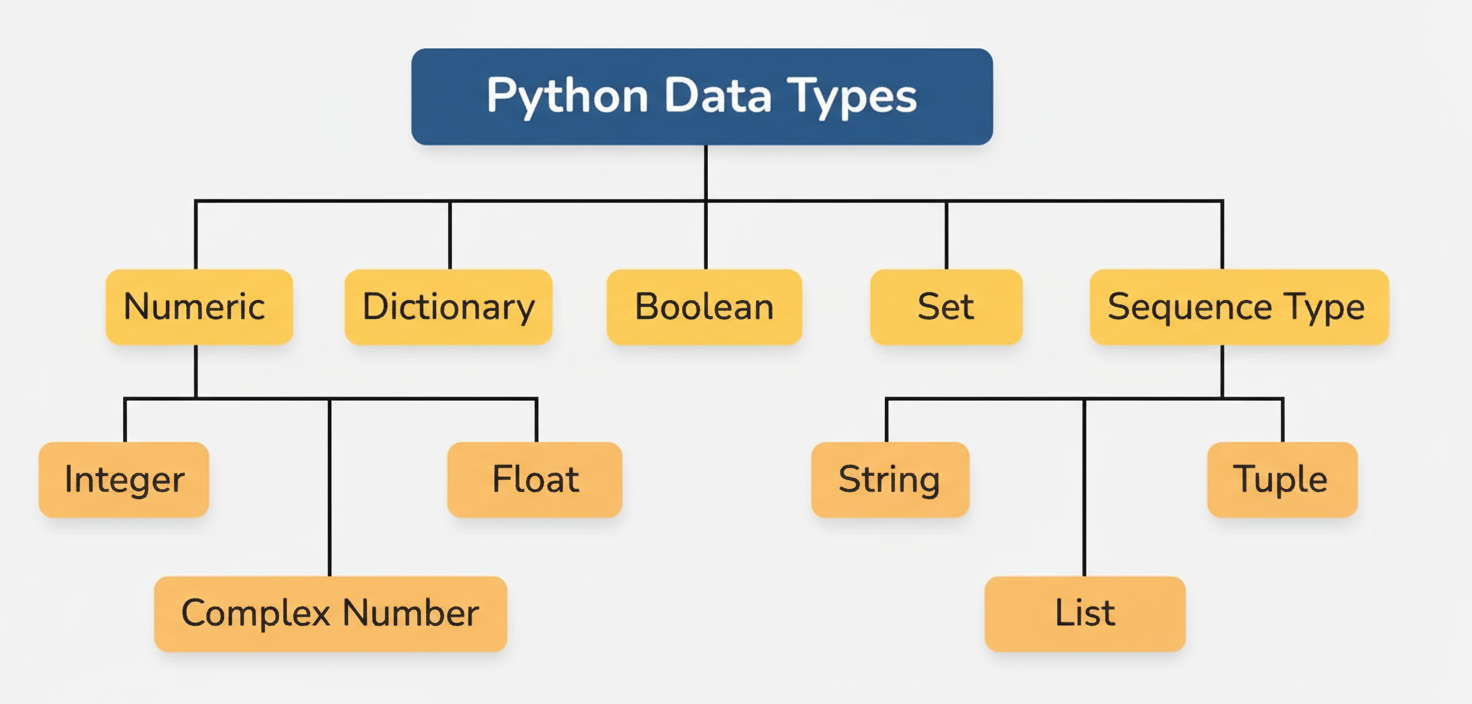 Python Data Types
Numeric
Dictionary
Boolean
Set
Sequence Type
Integer
Float
String
Tuple
Complex Number
List